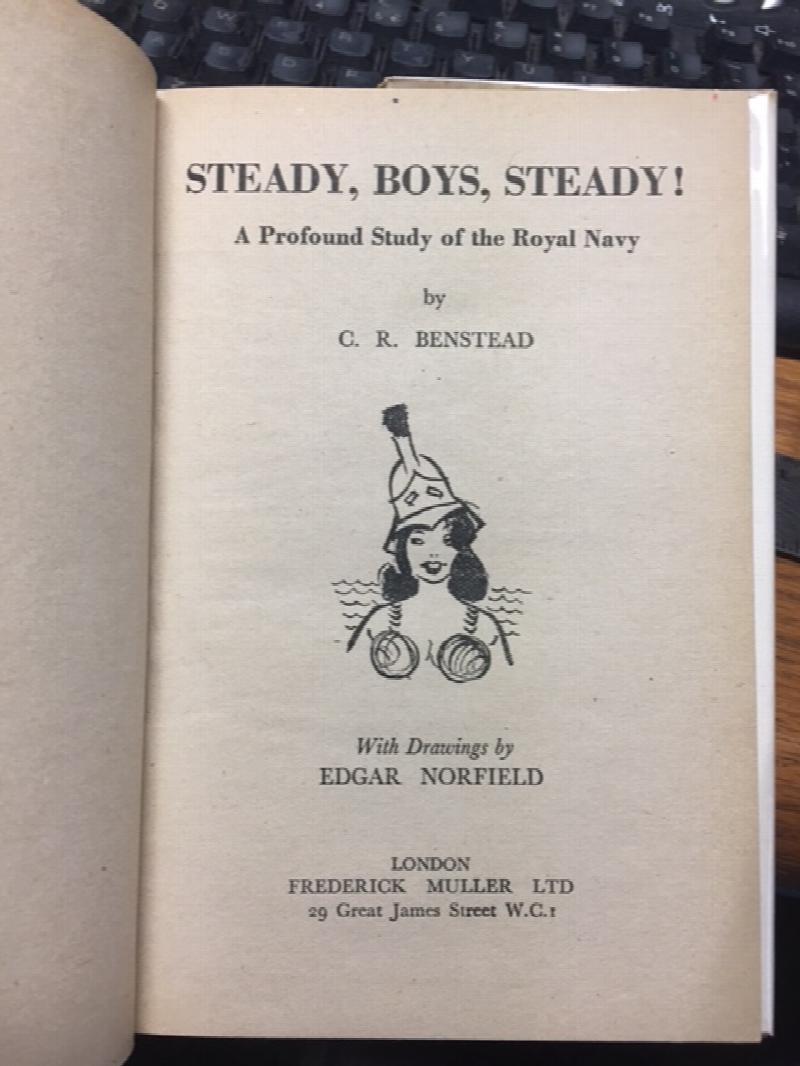 STEADY, BOYS, STEADY!
A Profound Study of the Royal Navy
by
C. R. BENSTEAD
With Drawings by
EDGAR NORFIELD
LONDON
FREDERICK MULLER LTD
29 Great James Street W.C.1